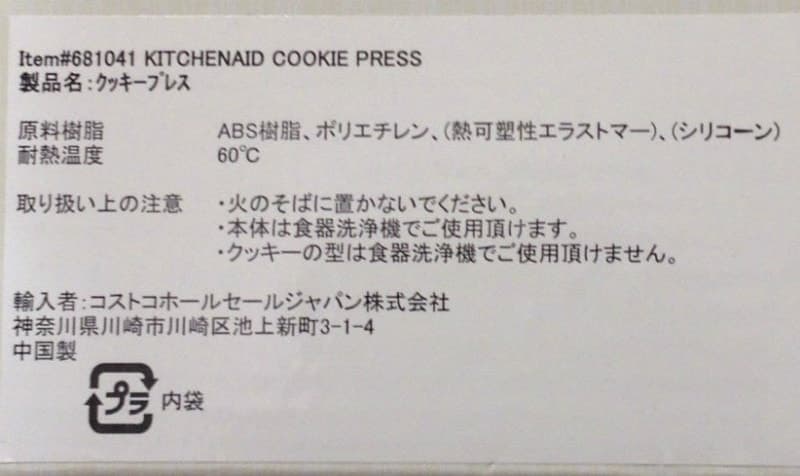 Item#681041 KITCHENAID COOKIE PRESS
製品名:クッキープレス
原料樹脂 ABS樹脂、ポリエチレン、(熱可塑性エラストマー)、(シリコーン)
耐熱温度 60℃
取り扱い上の注意 ・火のそばに置かないでください。
・本体は食器洗浄機でご使用頂けます。
・クッキーの型は食器洗浄機でご使用頂けません。
輸入者:コストコホールセールジャパン株式会社
神奈川県川崎市川崎区池上新町3-1-4
中国製
プラ 内袋